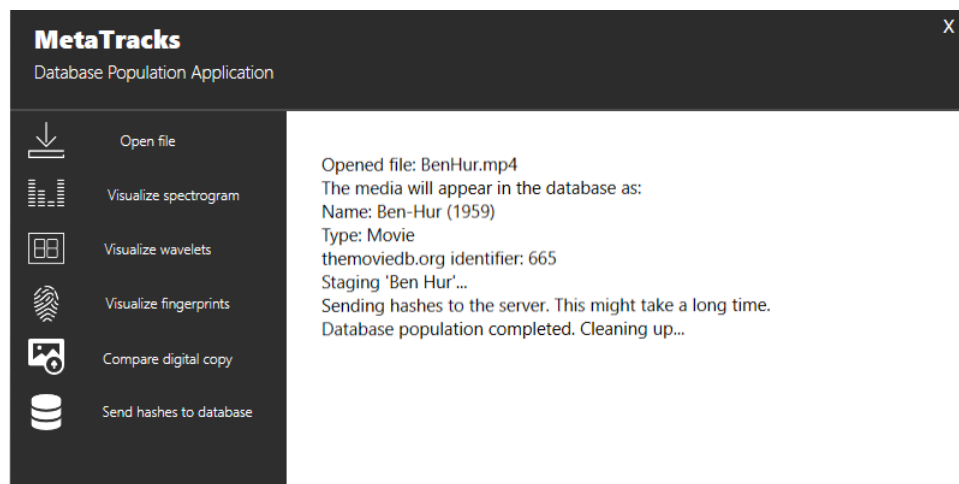 MetaTracks
X
Database Population Application
Open file
Visualize spectrogram
Visualize wavelets
Visualize fingerprints
Compare digital copy
Send hashes to database
Opened file: BenHur.mp4
The media will appear in the database as:
Name: Ben-Hur (1959)
Type: Movie
themoviedb.org identifier: 665
Staging 'Ben Hur'...
Sending hashes to the server. This might take a long time.
Database population completed. Cleaning up...